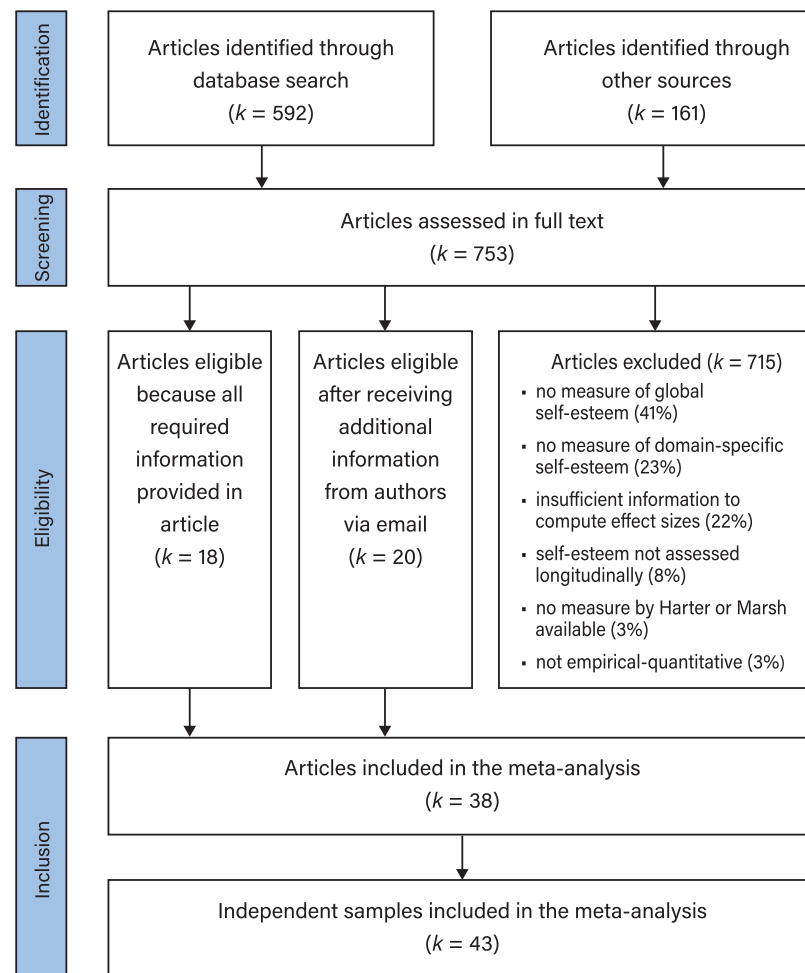 Identification
Articles identified through
database search
(k = 592)
Articles identified through
other sources
(k = 161)
Screening
Articles assessed in full text
(k = 753)
Eligibility
Articles eligible
because all
required
information
provided in
article
(k = 18)
Articles eligible
after receiving
additional
information
from authors
via email
(k = 20)
Articles excluded (k = 715)
▪ no measure of global
self-esteem (41%)
▪ no measure of domain-specific
self-esteem (23%)
▪ insufficient information to
compute effect sizes (22%)
▪ self-esteem not assessed
longitudinally (8%)
▪ no measure by Harter or Marsh
available (3%)
▪ not empirical-quantitative (3%)
Inclusion
Articles included in the meta-analysis
(k = 38)
Independent samples included in the meta-analysis
(k = 43)